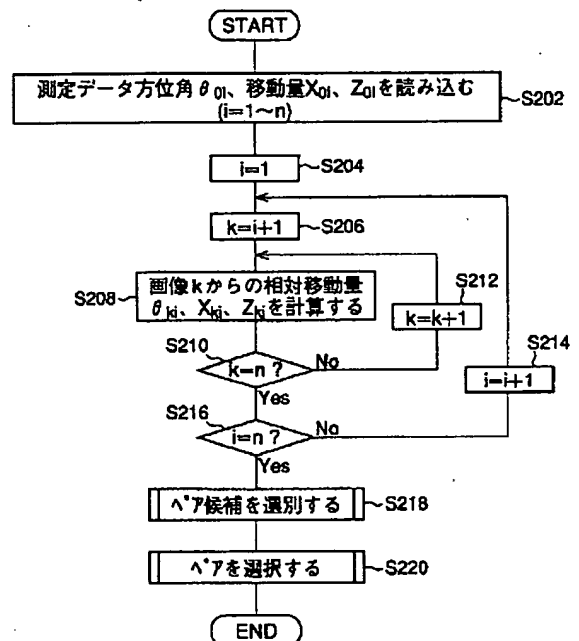 START
測定データ方位角θ0i、移動量X0i、Z0iを読み込む
(i=1~n)
S202
i=1
S204
k=i+1
S206
画像kからの相対移動量
θki、Xki、Zkiを計算する
S208
S212
k=k+1
S210
k=n?
No
Yes
S214
i=i+1
S216
i=n?
No
Yes
ペア候補を選別する
S218
ペアを選択する
S220
END